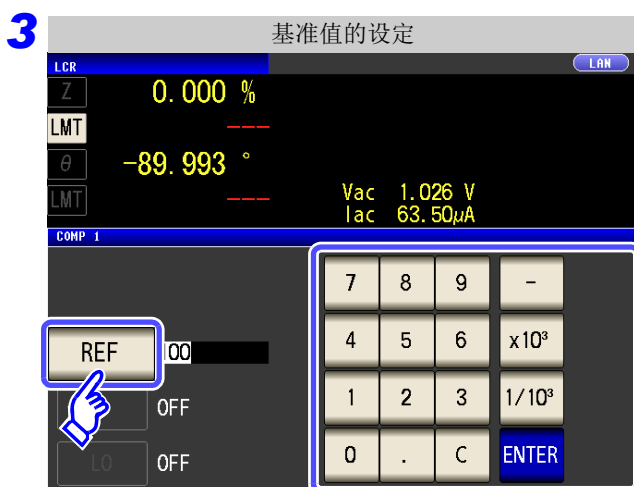 3 基准值的设定
LCR LAN
Z 0.000 %
LMT ---
θ -89.993 °
LMT ---
Vac 1.026 V
Iac 63.50μA
COMP 1
7 8 9 -
REF 100 4 5 6 x10³
OFF 1 2 3 1/10³
LO OFF 0 . C ENTER